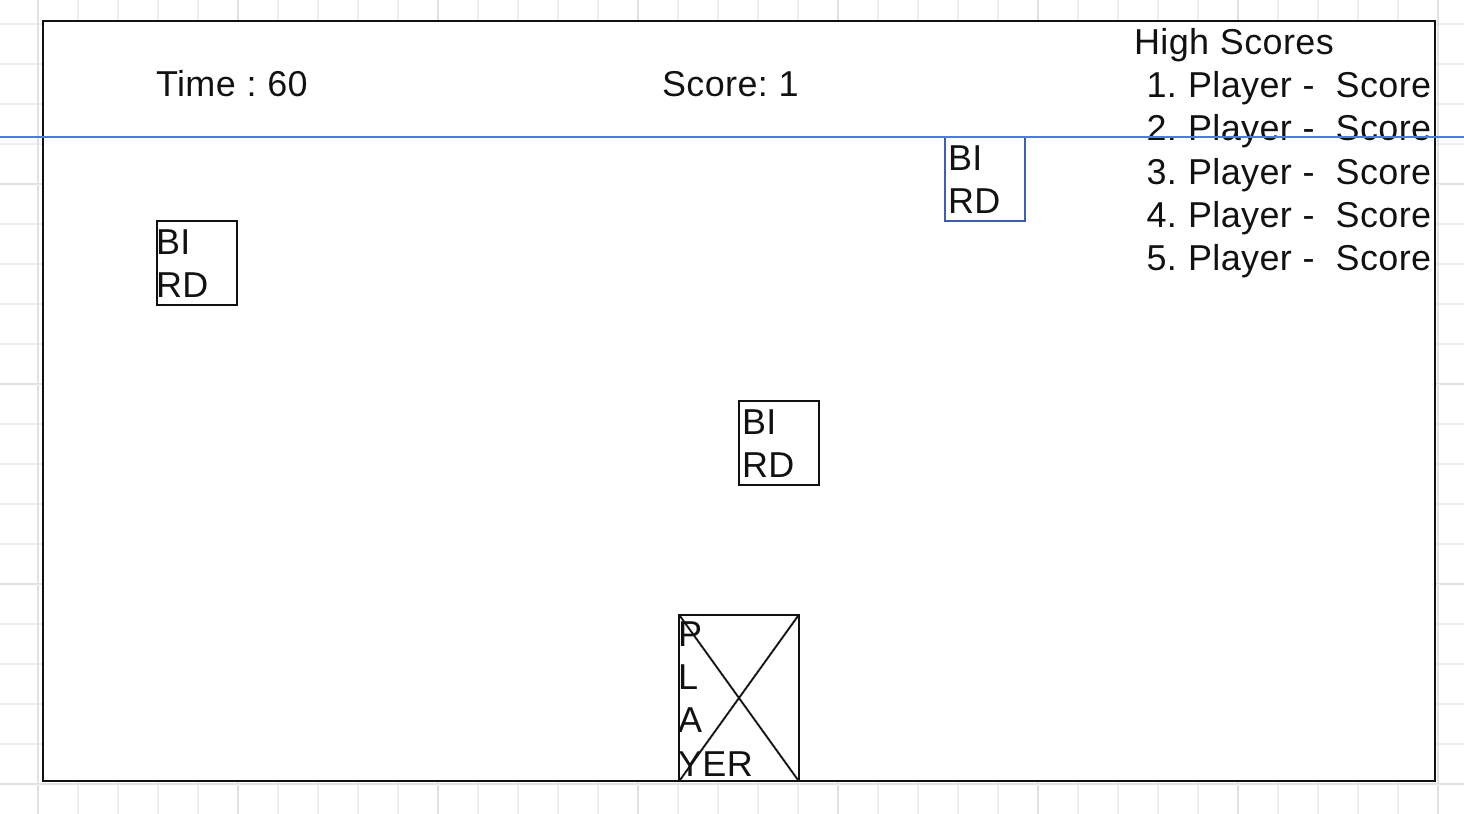 High Scores
Time : 60
Score: 1
1. Player -  Score
2. Player -  Score
3. Player -  Score
4. Player -  Score
5. Player -  Score
BI
RD
BI
RD
BI
RD
P
L
A
YER